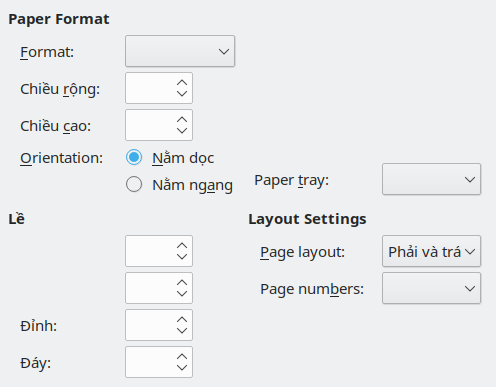 Paper Format
Format:
Chiều rộng:
Chiều cao:
Orientation:
Nằm dọc
Nằm ngang
Paper tray:
Lề
Layout Settings
Page layout:
Phải và trá
Page numbers:
Đỉnh:
Đáy: